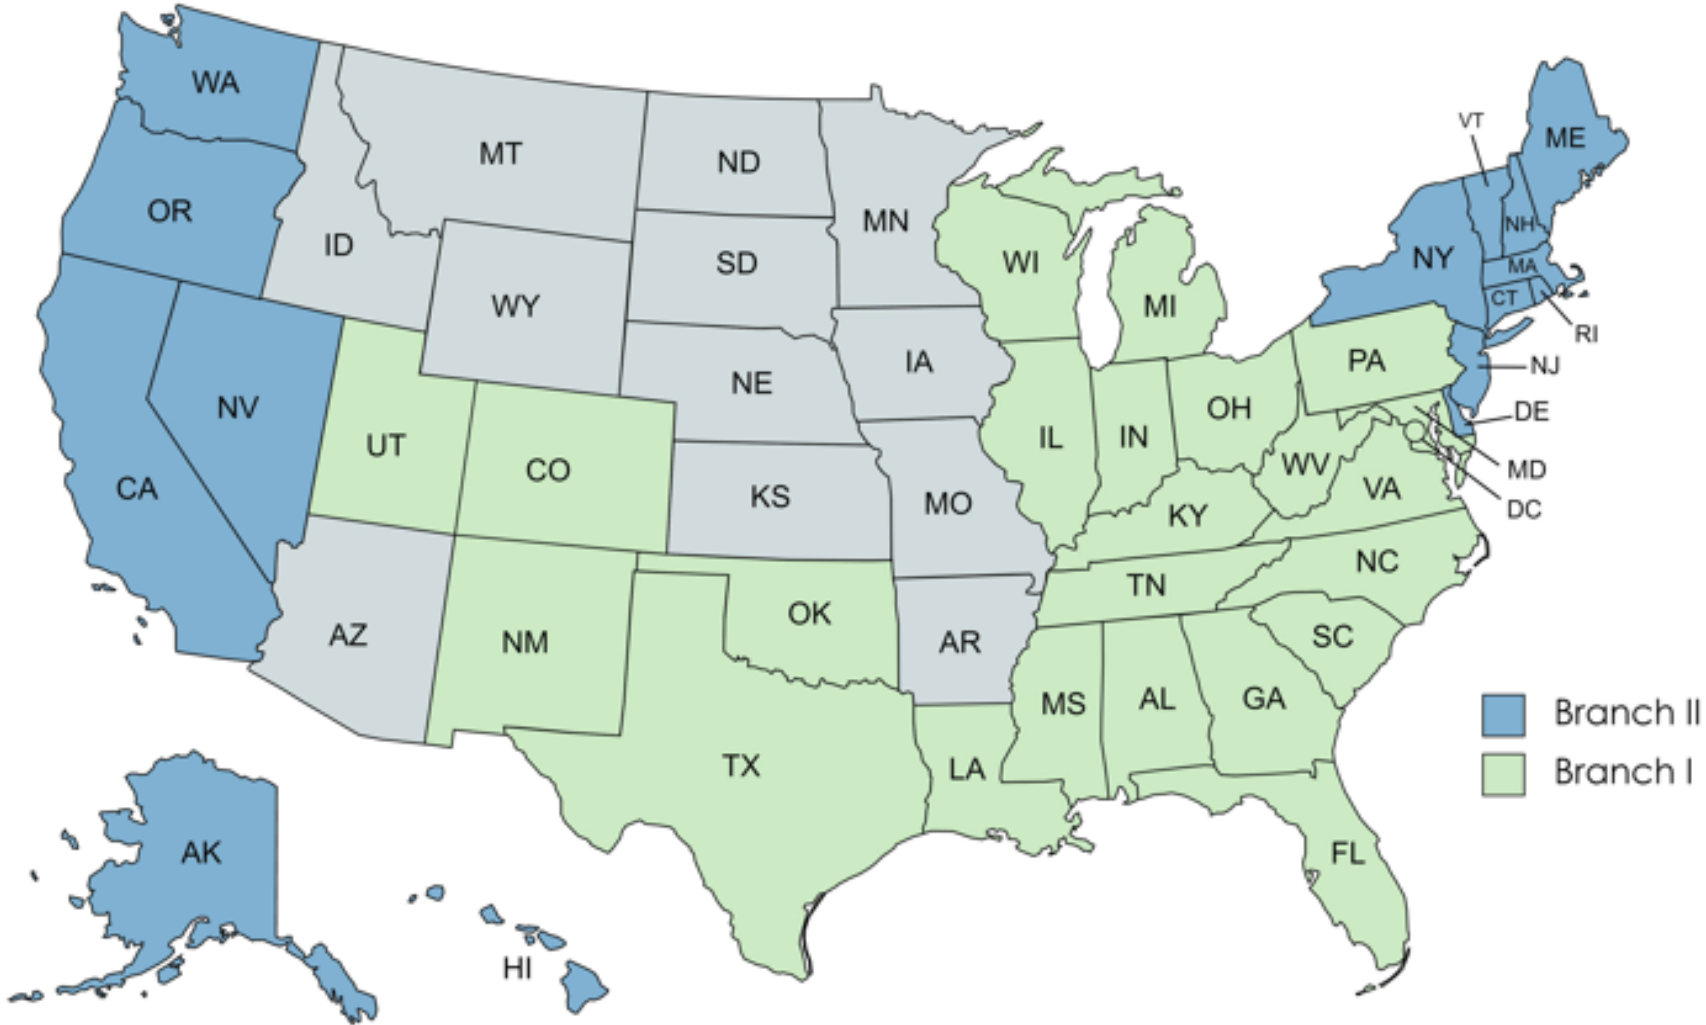 WA
MT
ND
MN
VT
ME
OR
ID
SD
WI
NH
NY
MA
WY
MI
CT
RI
NV
NE
IA
PA
NJ
UT
CO
IL
IN
OH
DE
CA
KS
MO
WV
VA
MD
KY
DC
AZ
NM
OK
AR
TN
NC
SC
MS
AL
GA
Branch II
TX
LA
Branch I
AK
FL
HI